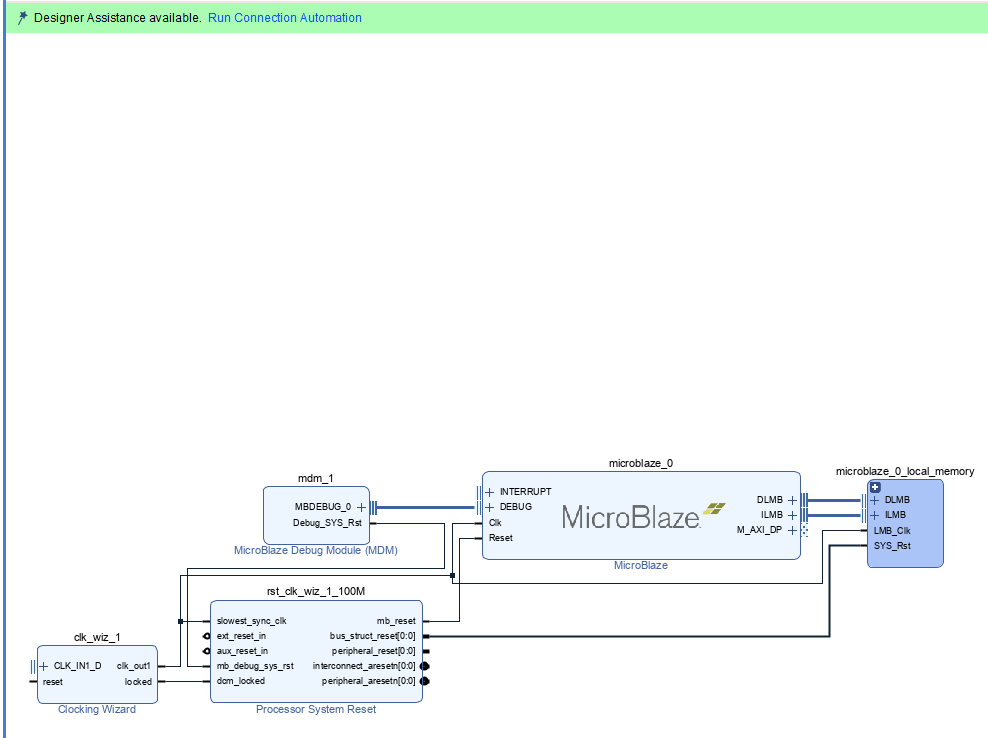 Designer Assistance available. Run Connection Automation
microblaze_0
microblaze_0_local_memory
mdm_1
MBDEBUG_0
Debug_SYS_Rst
MicroBlaze Debug Module (MDM)
INTERRUPT
DEBUG
Clk
Reset
MicroBlaze
DLMB
ILMB
M_AXI_DP
MicroBlaze
DLMB
ILMB
LMB_Clk
SYS_Rst
rst_clk_wiz_1_100M
slowest_sync_clk
ext_reset_in
aux_reset_in
mb_debug_sys_rst
dcm_locked
mb_reset
bus_struct_reset[0:0]
peripheral_reset[0:0]
interconnect_aresetn[0:0]
peripheral_aresetn[0:0]
Processor System Reset
clk_wiz_1
CLK_IN1_D
reset
clk_out1
locked
Clocking Wizard